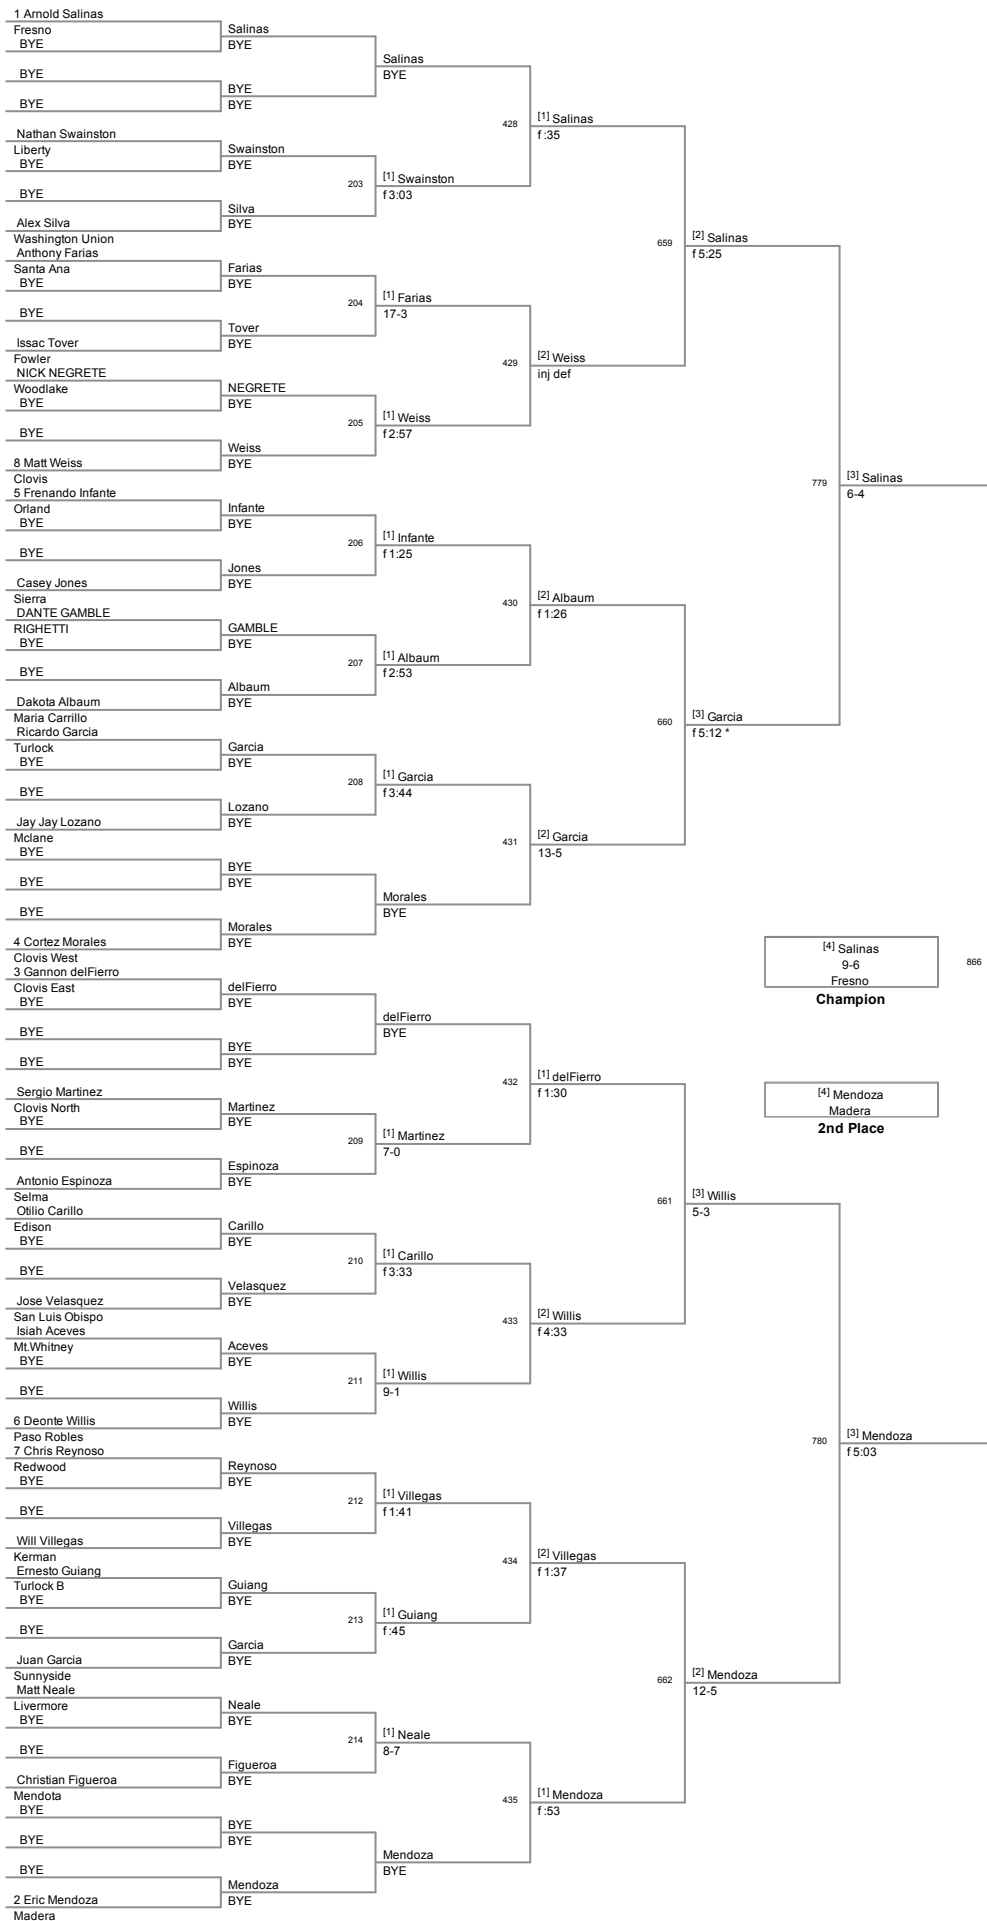 1 Arnold Salinas
Fresno
BYE
BYE
BYE
Nathan Swainston
Liberty
BYE
BYE
Alex Silva
Washington Union
Anthony Farias
Santa Ana
BYE
BYE
Issac Tover
Fowler
NICK NEGRETE
Woodlake
BYE
BYE
8 Matt Weiss
Clovis
5 Frenando Infante
Orland
BYE
BYE
Casey Jones
Sierra
DANTE GAMBLE
RIGHETTI
BYE
BYE
Dakota Albaum
Maria Carrillo
Ricardo Garcia
Turlock
BYE
BYE
Jay Jay Lozano
Mclane
BYE
BYE
BYE
4 Cortez Morales
Clovis West
3 Gannon delFierro
Clovis East
BYE
BYE
BYE
Sergio Martinez
Clovis North
BYE
BYE
Antonio Espinoza
Selma
Otilio Carillo
Edison
BYE
BYE
Jose Velasquez
San Luis Obispo
Isiah Aceves
Mt.Whitney
BYE
BYE
6 Deonte Willis
Paso Robles
7 Chris Reynoso
Redwood
BYE
BYE
Will Villegas
Kerman
Ernesto Guiang
Turlock B
BYE
BYE
Juan Garcia
Sunnyside
Matt Neale
Livermore
BYE
BYE
Christian Figueroa
Mendota
BYE
BYE
BYE
2 Eric Mendoza
Madera
Salinas
BYE
BYE
BYE
Swainston
BYE
Silva
BYE
Farias
BYE
Tover
BYE
NEGRETE
BYE
Weiss
BYE
Infante
BYE
Jones
BYE
GAMBLE
BYE
Albaum
BYE
Garcia
BYE
Lozano
BYE
BYE
BYE
Morales
BYE
delFierro
BYE
BYE
BYE
Martinez
BYE
Espinoza
BYE
Carillo
BYE
Velasquez
BYE
Aceves
BYE
Willis
BYE
Reynoso
BYE
Villegas
BYE
Guiang
BYE
Garcia
BYE
Neale
BYE
Figueroa
BYE
BYE
BYE
Mendoza
BYE
Salinas
BYE
203
[1] Swainston
f 3:03
204
[1] Farias
17-3
205
[1] Weiss
f 2:57
206
[1] Infante
f 1:25
207
[1] Albaum
f 2:53
208
[1] Garcia
f 3:44
Morales
BYE
delFierro
BYE
209
[1] Martinez
7-0
210
[1] Carillo
f 3:33
211
[1] Willis
9-1
212
[1] Villegas
f 1:41
213
[1] Guiang
f :45
214
[1] Neale
8-7
Mendoza
BYE
428
[1] Salinas
f :35
429
[2] Weiss
inj def
430
[2] Albaum
f 1:26
431
[2] Garcia
13-5
432
[1] delFierro
f 1:30
433
[2] Willis
f 4:33
434
[2] Villegas
f 1:37
435
[1] Mendoza
f :53
659
[2] Salinas
f 5:25
660
[3] Garcia
f 5:12 *
661
[3] Willis
5-3
662
[2] Mendoza
12-5
779
[3] Salinas
6-4
780
[3] Mendoza
f 5:03
[4] Salinas
9-6
Fresno
Champion
866
[4] Mendoza
Madera
2nd Place